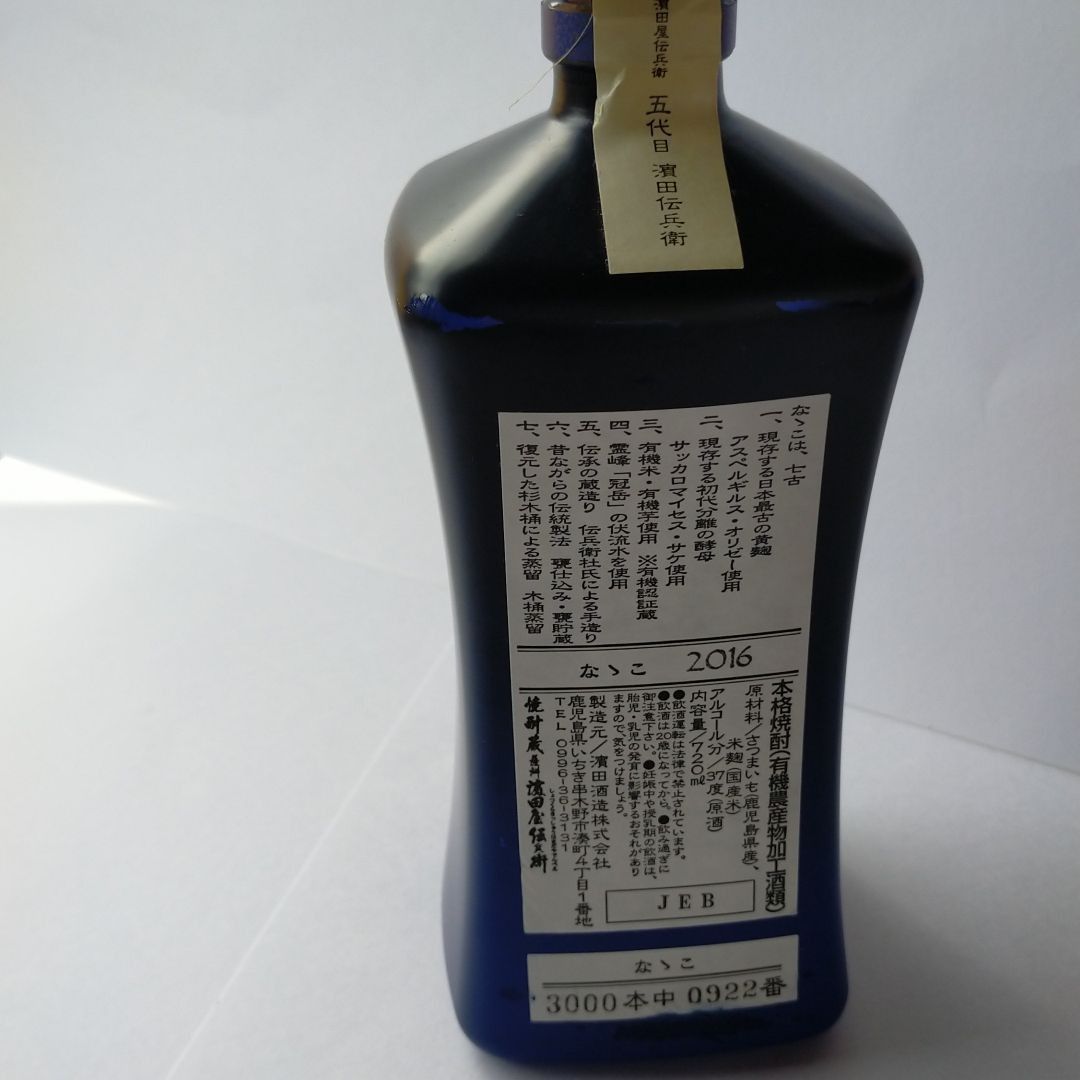 濱田屋伝兵衛 五代目 濱田伝兵衛
なゝこは、七古
一、現存する日本最古の黄麹
アスペルギルス・オリゼー使用
二、現存する初代分離の酵母
サッカロマイセス・サケ使用
三、有機米・有機芋使用 ※有機認証蔵
四、霊峰「冠岳」の伏流水を使用
五、伝承の蔵造り 伝兵衛杜氏による手造り
六、昔ながらの伝統製法 甕仕込み・甕貯蔵
七、復元した杉木桶による蒸留 木桶蒸留
なゝこ 2016
本格焼酎(有機農産物加工酒類)
原材料/さつまいも(鹿児島県産)、
米麹(国産米)
アルコール分/37度(原酒)
内容量/720㎖
●飲酒運転は法律で禁止されています。
●飲酒は20歳になってから。●飲み過ぎに
御注意下さい。●妊娠中や授乳期の飲酒は、
胎児・乳児の発育に影響するおそれがあり
ますので、気をつけましょう。
製造元/濱田酒造株式会社
鹿児島県いちき串木野市湊町4丁目1番地
TEL 0996-36-3131
焼酎蔵 薩州 濱田屋伝兵衛
JEB
なゝこ
3000本中 0922番